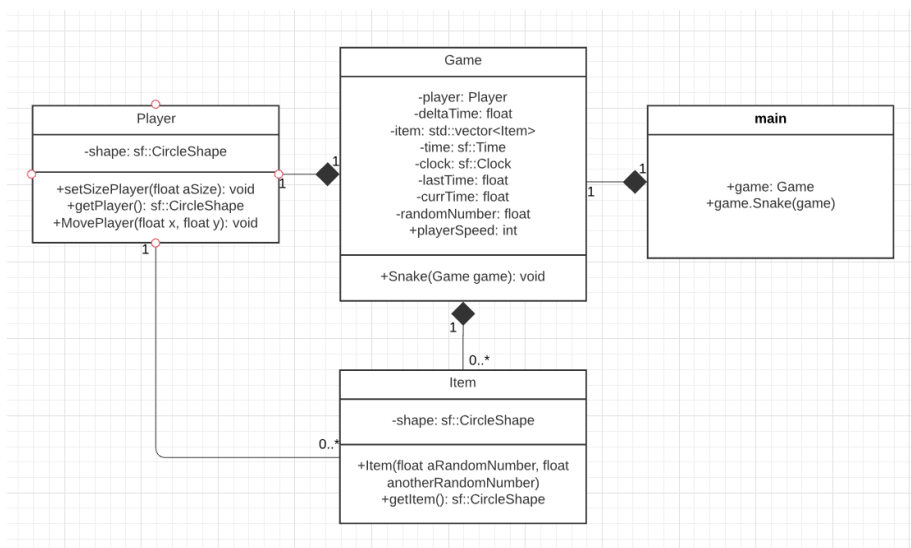 Game
-player: Player
-deltaTime: float
-item: std::vector<Item>
-time: sf::Time
-clock: sf::Clock
-lastTime: float
-currTime: float
-randomNumber: float
+playerSpeed: int
+Snake(Game game): void
Player
-shape: sf::CircleShape
+setSizePlayer(float aSize): void
+getPlayer(): sf::CircleShape
+MovePlayer(float x, float y): void
main
+game: Game
+game.Snake(game)
1
1
1
1
1
1
0..*
0..*
Item
-shape: sf::CircleShape
+Item(float aRandomNumber, float
anotherRandomNumber)
+getItem(): sf::CircleShape